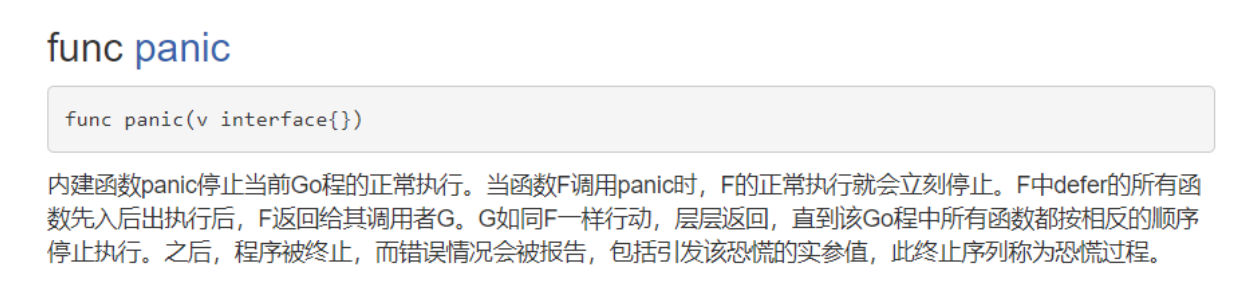 func panic
func panic(v interface{})
内建函数panic停止当前Go程的正常执行。当函数F调用panic时，F的正常执行就会立刻停止。F中defer的所有函
数先入后出执行后，F返回给其调用者G。G如同F一样行动，层层返回，直到该Go程中所有函数都按相反的顺序
停止执行。之后，程序被终止，而错误情况会被报告，包括引发该恐慌的实参值，此终止序列称为恐慌过程。